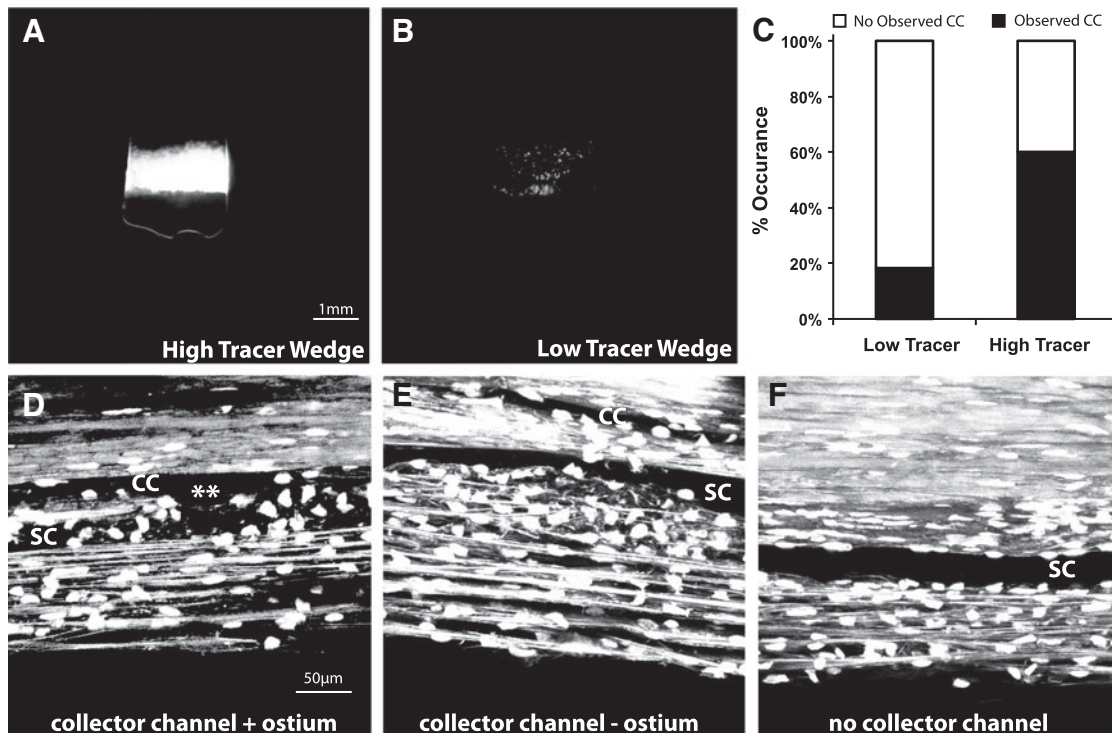 A
1mm
High Tracer Wedge
B
Low Tracer Wedge
C
No Observed CC
Observed CC
100%
80%
60%
40%
20%
0%
% Occurance
Low Tracer
High Tracer
D
CC
**
SC
50µm
collector channel + ostium
E
CC
SC
collector channel - ostium
F
SC
no collector channel